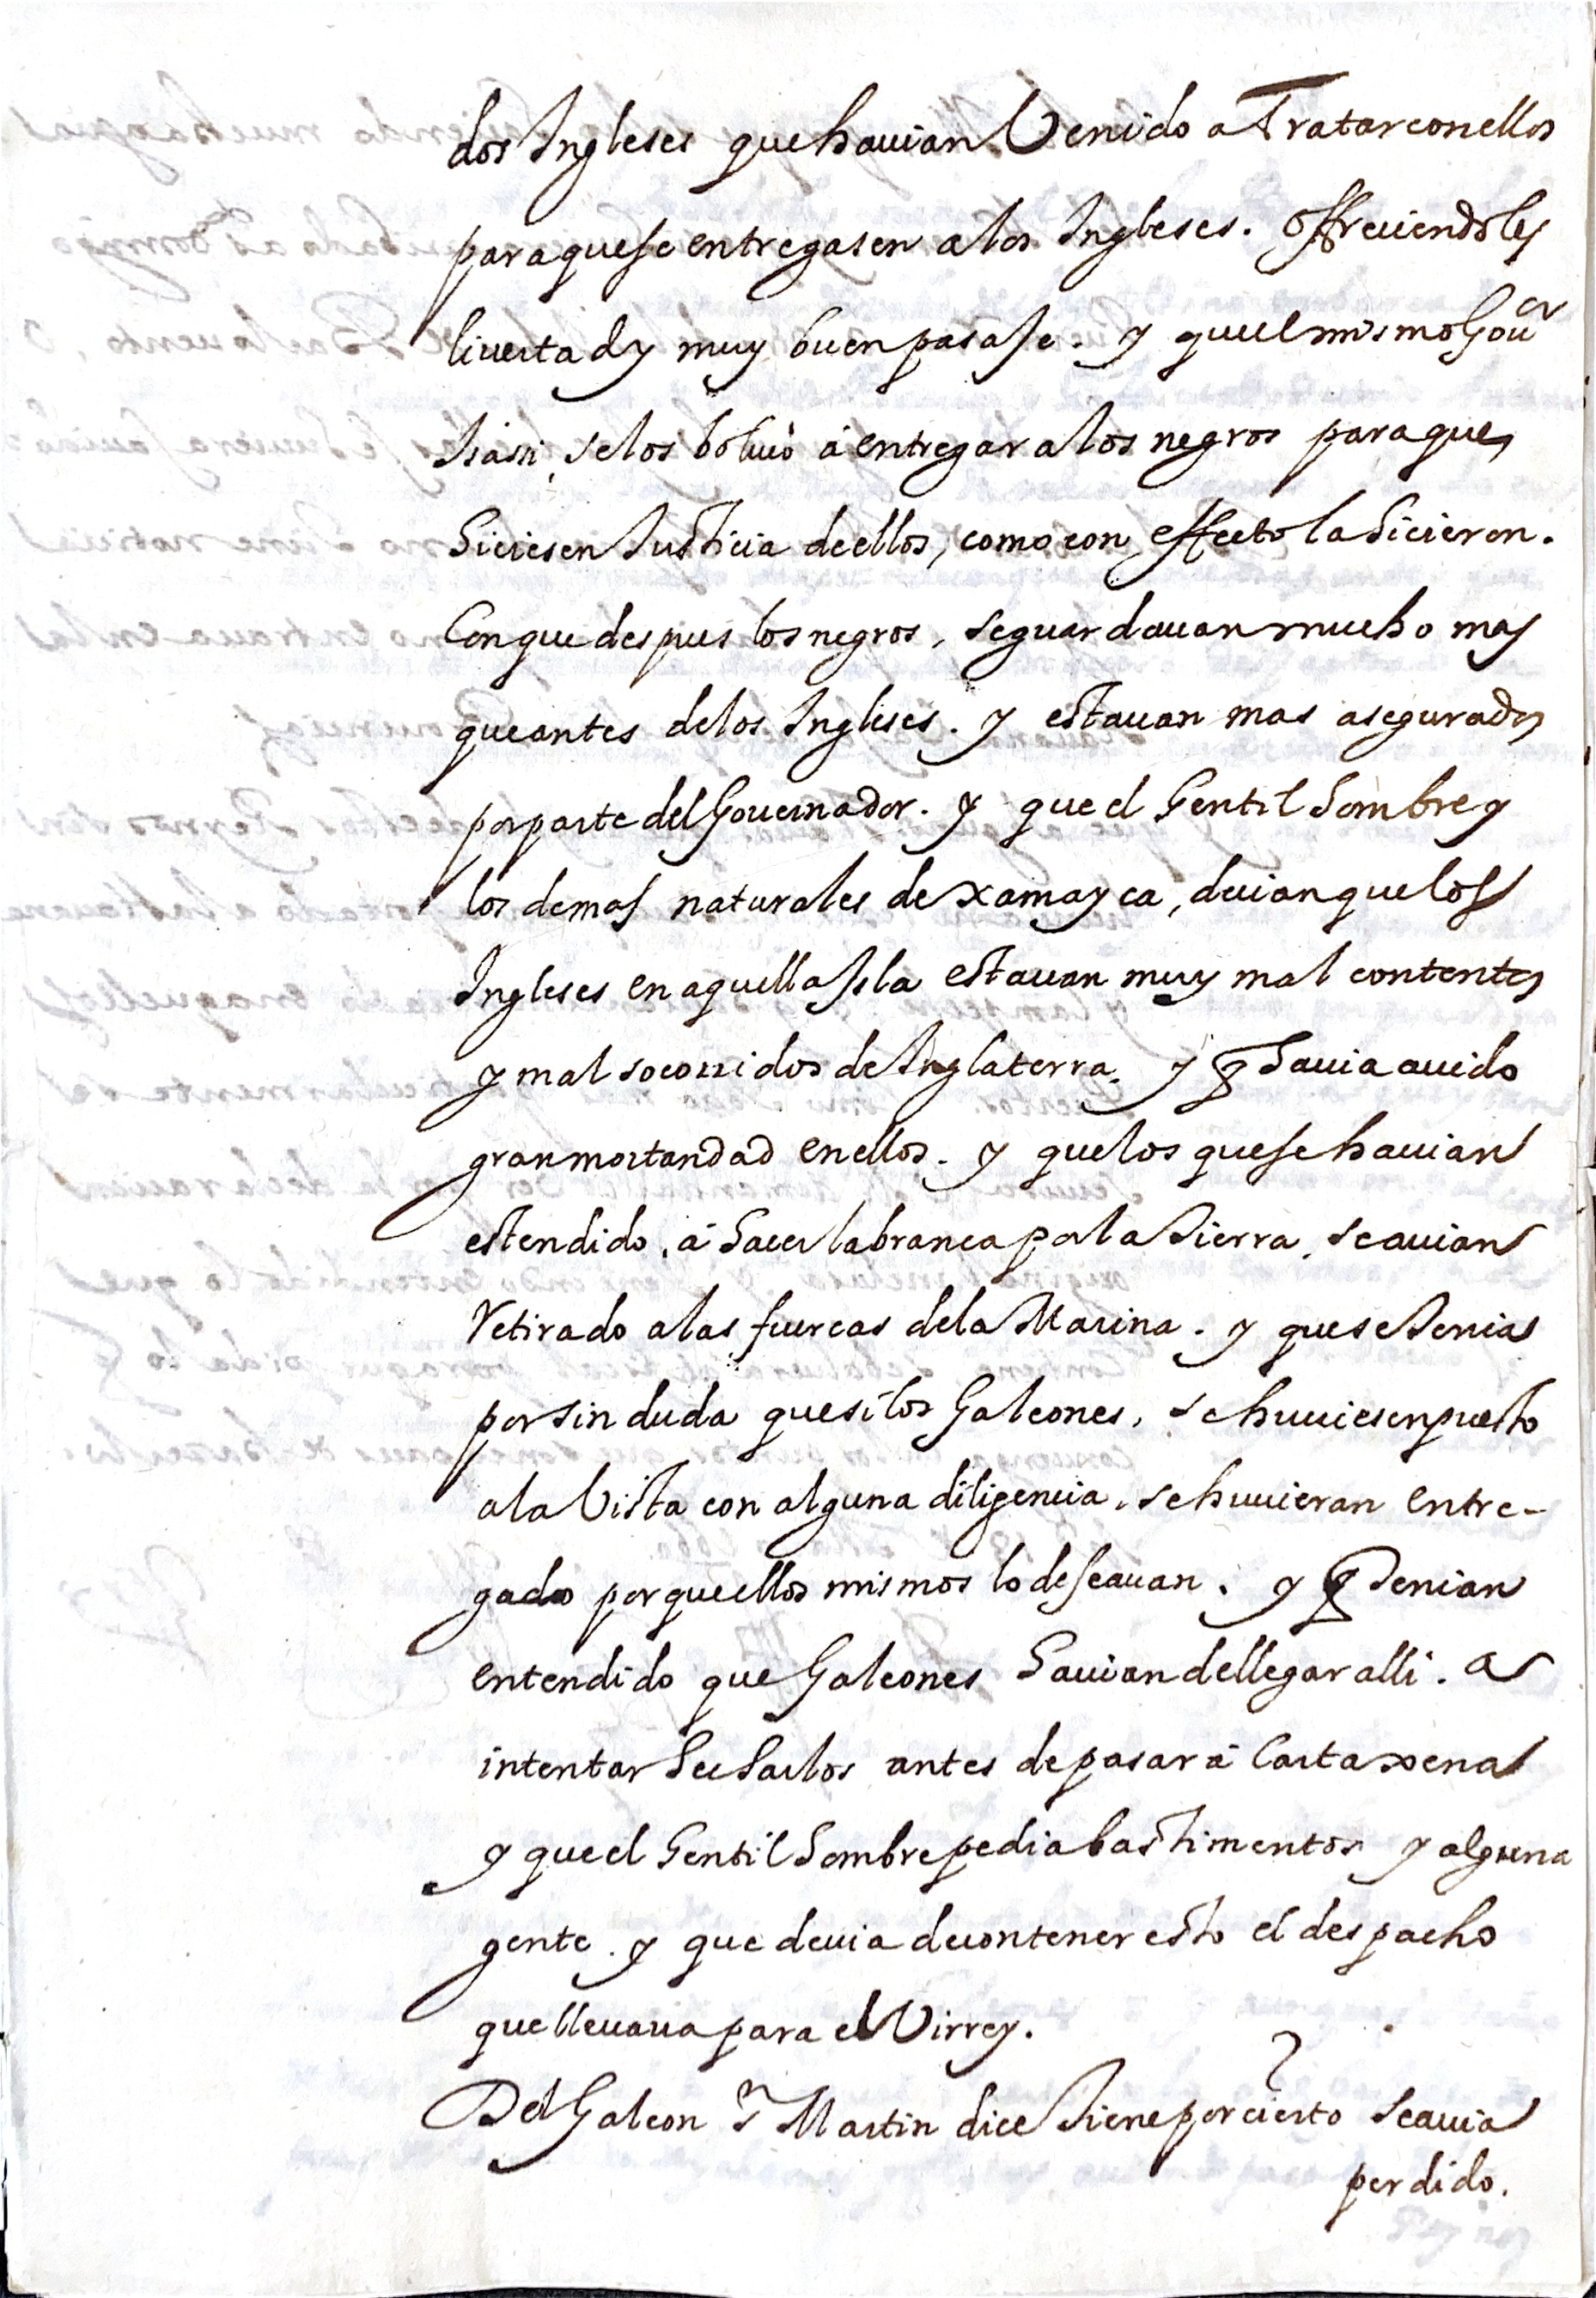 dos Ingleses que havian Venido a Tratar con ellos
para que se entregasen a los Ingleses. Offreciendoles
livertad y muy buen pasaje. y que el mismo Gou.or
Isasi, se los bolvio á entregar a los negros para que
hiciesen Justicia de ellos, como con effecto la hicieron.
Con que despues los negros, se guardavan mucho mas
que antes de los Ingleses. y estavan mas asegurados
por parte del Governador. y que el Gentil hombre y
los demas naturales de Xamayca, decian que los
Ingleses en aquella Isla estavan muy mal contentos
y mal socorridos de Inglaterra. y q havia avido
gran mortandad en ellos. y que los que se havian
estendido, á hacer labranca por la tierra, se avian
Retirado a las fuercas de la Marina. y que se tenia
por sin duda que si los Galeones, se huviesen puesto
a la Vista con alguna diligencia, se huvieran entre-
gado porque ellos mismos lo deseavan. y q tenian
entendido que Galeones havian de llegar alli. a
intentar hecharlos antes de pasar á Cartaxena
y que el Gentil hombre pedia bastimentos y alguna
gente. y que devia de contener esto el despacho
que llevava para el Virrey.
Del Galeon S.n Martin dice tiene por cierto se avia
perdido.